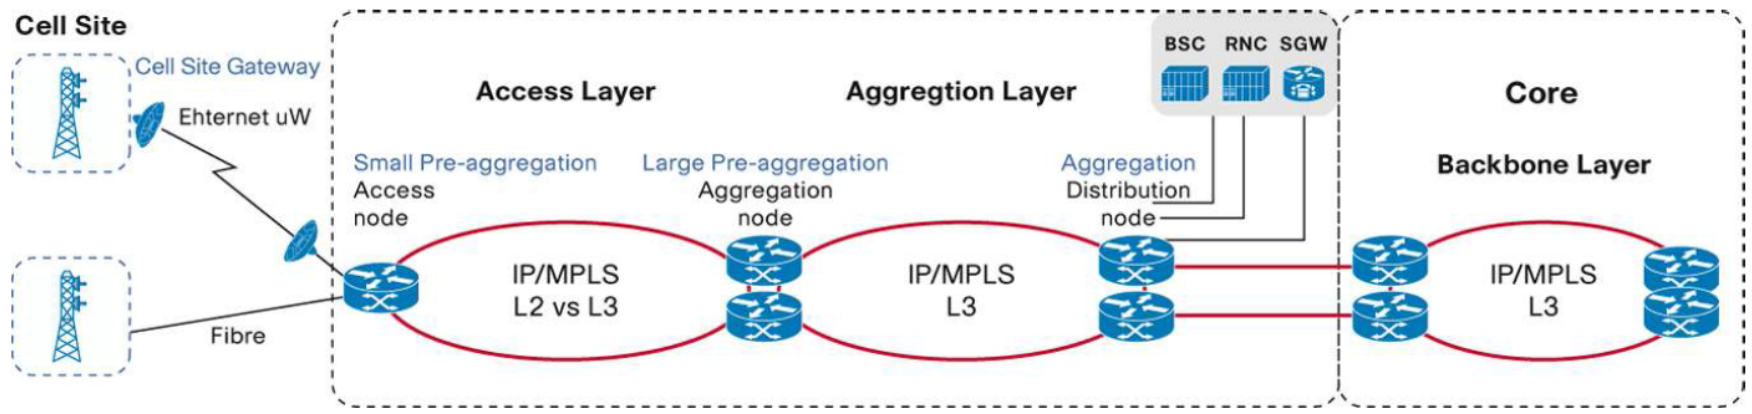 Cell Site
Cell Site Gateway
Ehternet uW
Fibre
Access Layer
Small Pre-aggregation
Access
node
IP/MPLS
L2 vs L3
Aggregtion Layer
Large Pre-aggregation
Aggregation
node
IP/MPLS
L3
BSC RNC SGW
Aggregation
Distribution
node
Core
Backbone Layer
IP/MPLS
L3